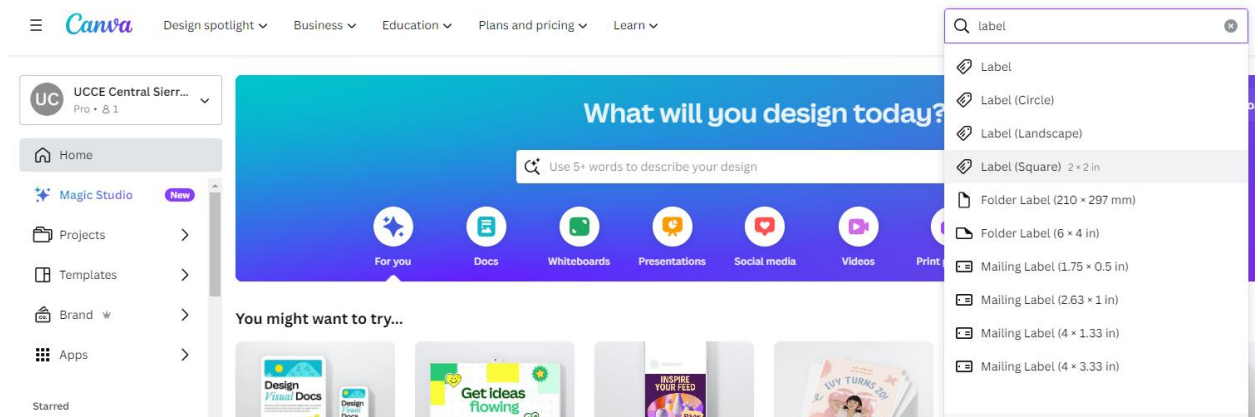 Canva
Design spotlight
Business
Education
Plans and pricing
Learn
label
UC
UCCE Central Sierr...
Pro • 1
Home
Magic Studio
New
Projects
Templates
Brand
Apps
Starred
What will you design today?
Use 5+ words to describe your design
For you
Docs
Whiteboards
Presentations
Social media
Videos
Print
You might want to try...
Design
Visual Docs
Design
Get ideas
flowing
INSPIRE
YOUR FEED
IVY TURNS 20!
Label
Label (Circle)
Label (Landscape)
Label (Square) 2 × 2 in
Folder Label (210 × 297 mm)
Folder Label (6 × 4 in)
Mailing Label (1.75 × 0.5 in)
Mailing Label (2.63 × 1 in)
Mailing Label (4 × 1.33 in)
Mailing Label (4 × 3.33 in)